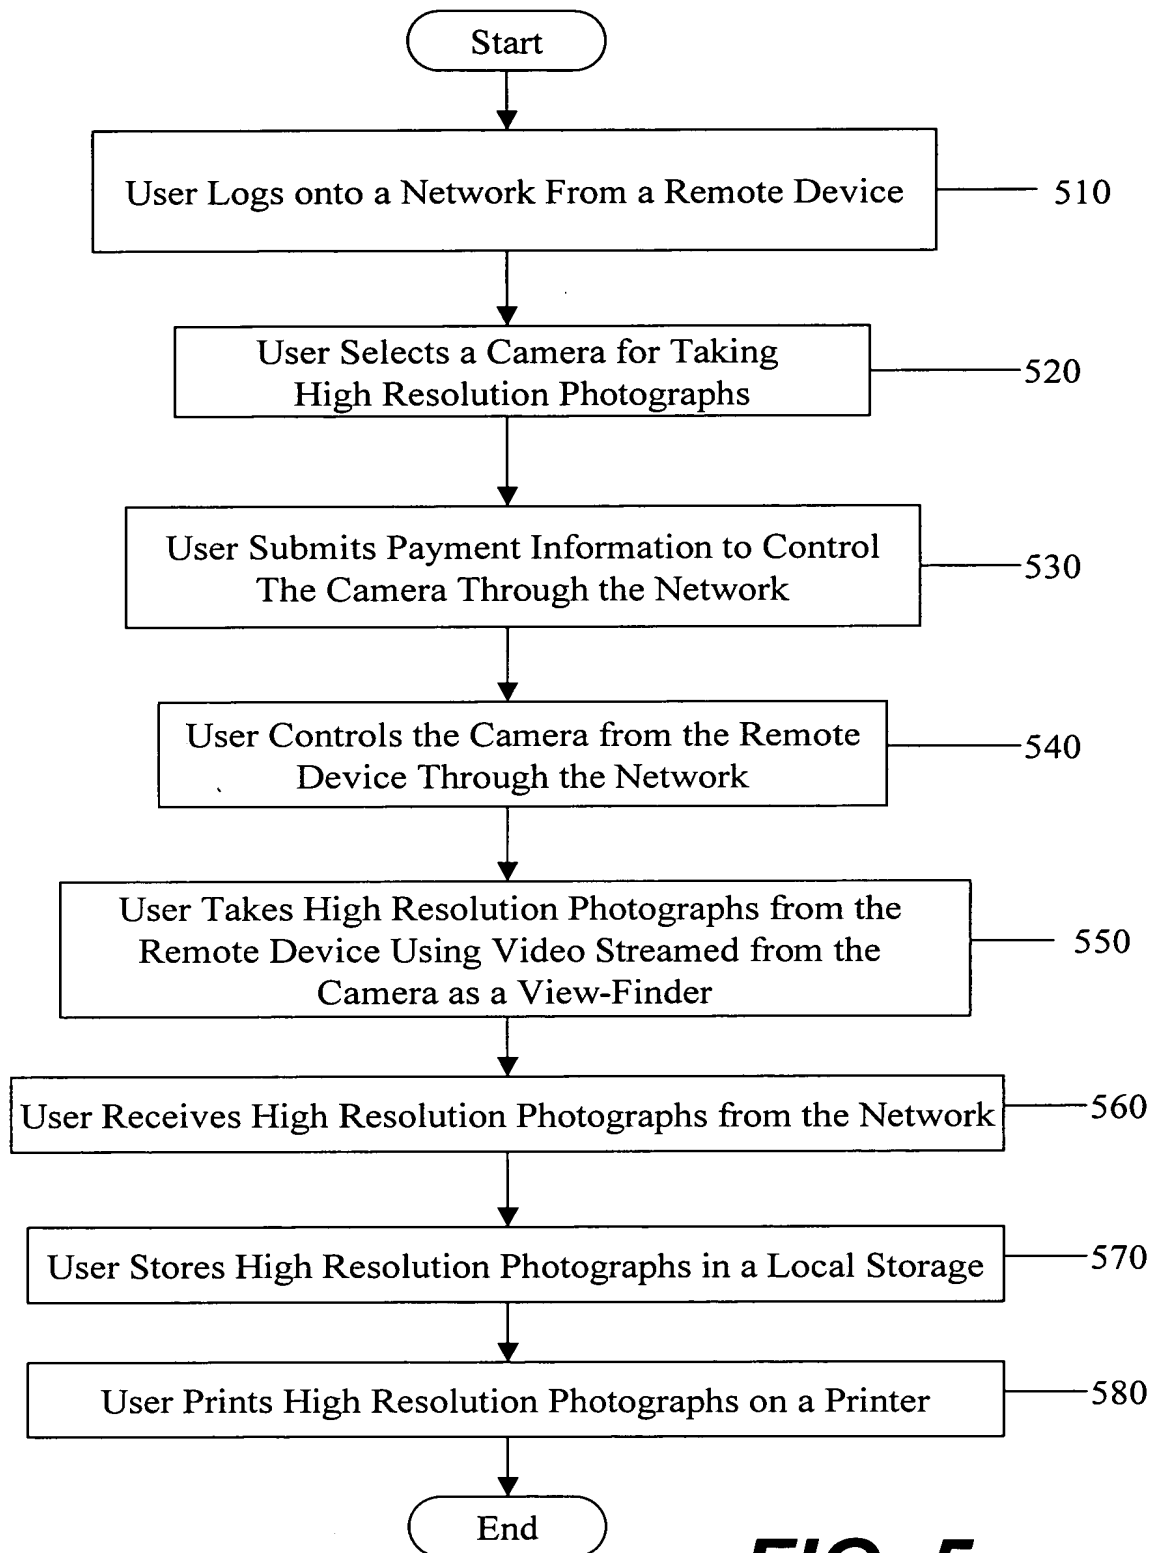 Start
User Logs onto a Network From a Remote Device
510
User Selects a Camera for Taking
High Resolution Photographs
520
User Submits Payment Information to Control
The Camera Through the Network
530
User Controls the Camera from the Remote
Device Through the Network
540
User Takes High Resolution Photographs from the
Remote Device Using Video Streamed from the
Camera as a View-Finder
550
User Receives High Resolution Photographs from the Network
560
User Stores High Resolution Photographs in a Local Storage
570
User Prints High Resolution Photographs on a Printer
580
End
FIG. 5